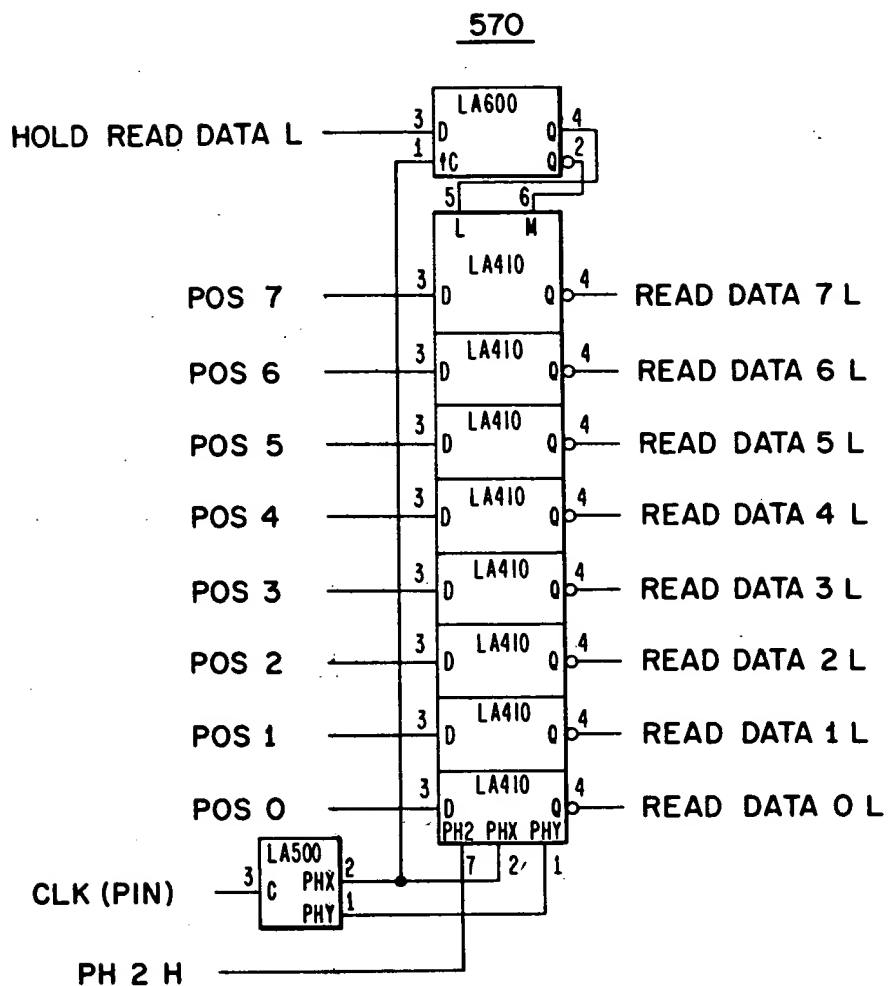 570
LA600
HOLD READ DATA L 3 D Q 4
1 ↑C Q 2
5 6
L M
LA410
POS 7 3 D Q 4 READ DATA 7 L
LA410
POS 6 3 D Q 4 READ DATA 6 L
LA410
POS 5 3 D Q 4 READ DATA 5 L
LA410
POS 4 3 D Q 4 READ DATA 4 L
LA410
POS 3 3 D Q 4 READ DATA 3 L
LA410
POS 2 3 D Q 4 READ DATA 2 L
LA410
POS 1 3 D Q 4 READ DATA 1 L
LA410
POS 0 3 D Q 4 READ DATA 0 L
PH2 PHX PHY
7 2 1
LA500
CLK (PIN) 3 C PHX 2
PHY 1
PH 2 H